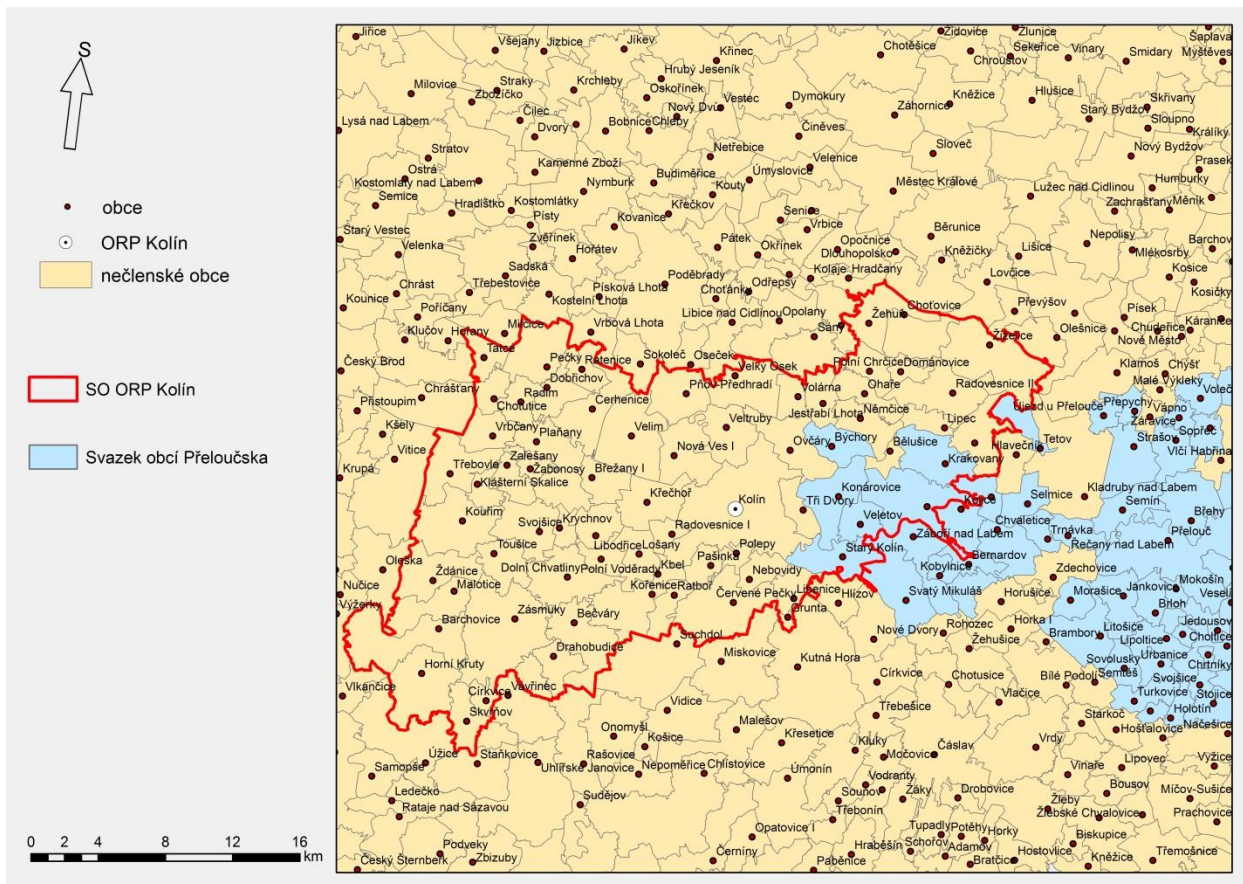 S
obce
ORP Kolín
nečlenské obce
SO ORP Kolín
Svazek obcí Přeloučska
0 2 4 8 12 16
km
Jiřice
Všejany
Jizbice
Jíkev
Křinec
Chotěšice
Židovice
Zlunice
Šaplava
Sekeřice
Chroustov
Vinary
Smidary
Myštěves
Milovice
Straky
Zbožíčko
Krchleby
Hrubý Jeseník
Oskořínek
Nový Dvůr
Vestec
Dymokury
Záhornice
Kněžice
Hlušice
Skřivany
Starý Bydžov
Sloupno
Králíky
Lysá nad Labem
Čilec
Dvory
Bobnice
Chleby
Činěves
Sloveč
Nový Bydžov
Prasek
Stratov
Ostrá
Kamenné Zboží
Netřebice
Velenice
Kostomlaty nad Labem
Semice
Nymburk
Budiměřice
Kouty
Úmyslovice
Městec Králové
Lužec nad Cidlinou
Humburky
Zachrašťany
Měník
Hradištko
Kostomlátky
Písty
Křečkov
Kovanice
Senice
Vrbice
Starý Vestec
Velenka
Zvěřínek
Hořátev
Pátek
Okřínek
Opočnice
Dlouhopolsko
Běrunice
Kněžičky
Lišice
Nepolisy
Mlékosrby
Barchov
Kosice
Kosičky
Sadská
Třebestovice
Poděbrady
Písková Lhota
Choťánky
Odřepsy
Kolaje
Hradčany
Lovčice
Kounice
Chrást
Poříčany
Kostelní Lhota
Libice nad Cidlinou
Opolany
Sány
Žehuň
Choťovice
Převýšov
Olešnice
Písek
Chudeřice
Nové Město
Káranice
Klučov
Hořany
Milčice
Vrbová Lhota
Žiželice
Český Brod
Tatce
Pečky
Ratenice
Sokoleč
Oseček
Velký Osek
Polní Chrčice
Dománovice
Klamoš
Chýšť
Malé Výkleky
Voleč
Přistoupim
Chrášťany
Dobřichov
Radim
Chotutice
Cerhenice
Pňov-Předhradí
Volárna
Ohaře
Radovesnice II
Jestřabí Lhota
Němčice
Lipec
Újezd u Přelouče
Přepychy
Vápno
Žáravice
Sopřeč
Kšely
Vrbčany
Plaňany
Velim
Veltruby
Nová Ves I
Ovčáry
Býchory
Bělušice
Hlavečník
Tetov
Strašov
Vlčí Habřina
Krupá
Vitice
Třebovle
Zalešany
Žabonosy
Klášterní Skalice
Břežany I
Krakovany
Konárovice
Kojice
Selmice
Kladruby nad Labem
Semín
Břehy
Kouřim
Křečhoř
Kolín
Tři Dvory
Veletov
Chvaletice
Trnávka
Přelouč
Svojšice
Krychnov
Radovesnice I
Záboří nad Labem
Řečany nad Labem
Toušice
Libodřice
Lošany
Polepy
Pašinka
Starý Kolín
Bernardov
Oleška
Dolní Chvatliny
Polní Voděrady
Kbel
Nebovidy
Kobylnice
Zdechovice
Nučice
Ždánice
Malotice
Kořenice
Ratboř
Červené Pečky
Libenice
Hlízov
Svatý Mikuláš
Horušice
Morašice
Jankovice
Mokošín
Veselí
Výžerky
Barchovice
Zásmuky
Bečváry
Grunta
Brloh
Drahobudice
Suchdol
Nové Dvory
Rohozec
Žehušice
Horka I
Brambory
Litošice
Jedousov
Lipoltice
Choltice
Horní Kruty
Miskovice
Kutná Hora
Sovolusky
Urbanice
Chrtníky
Semtěš
Vlkančice
Církvice
Vavřinec
Skvrňov
Církvice
Chotusice
Bílé Podolí
Svojšice
Turkovice
Stojice
Vlačice
Vidice
Třebešice
Holotín
Starkoč
Načešice
Hošťalovice
Onomyšl
Košice
Malešov
Křesetice
Úžice
Staňkovice
Rašovice
Uhlířské Janovice
Nepoměřice
Chlístovice
Kluky
Močovice
Čáslav
Vrdy
Samopše
Úmonín
Vinaře
Lipovec
Vyžice
Ledečko
Vodranty
Rataje nad Sázavou
Sudějov
Souňov
Žáky
Drobovice
Bousov
Míčov-Sušice
Třebonín
Žleby
Žlebské Chvalovice
Prachovice
Opatovice I
Tupadly
Potěhy
Horky
Biskupice
Podveky
Hraběšín
Schořov
Adamov
Hostovlice
Český Šternberk
Zbizuby
Černíny
Paběnice
Bratčice
Kněžice
Třemošnice